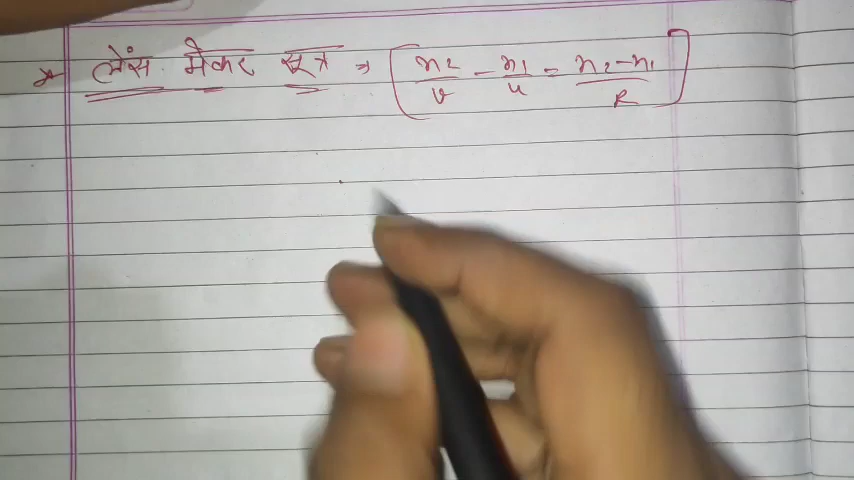 * लेंस मेकर सूत्र ⇒ [n2/v - n1/u = n2-n1/R]